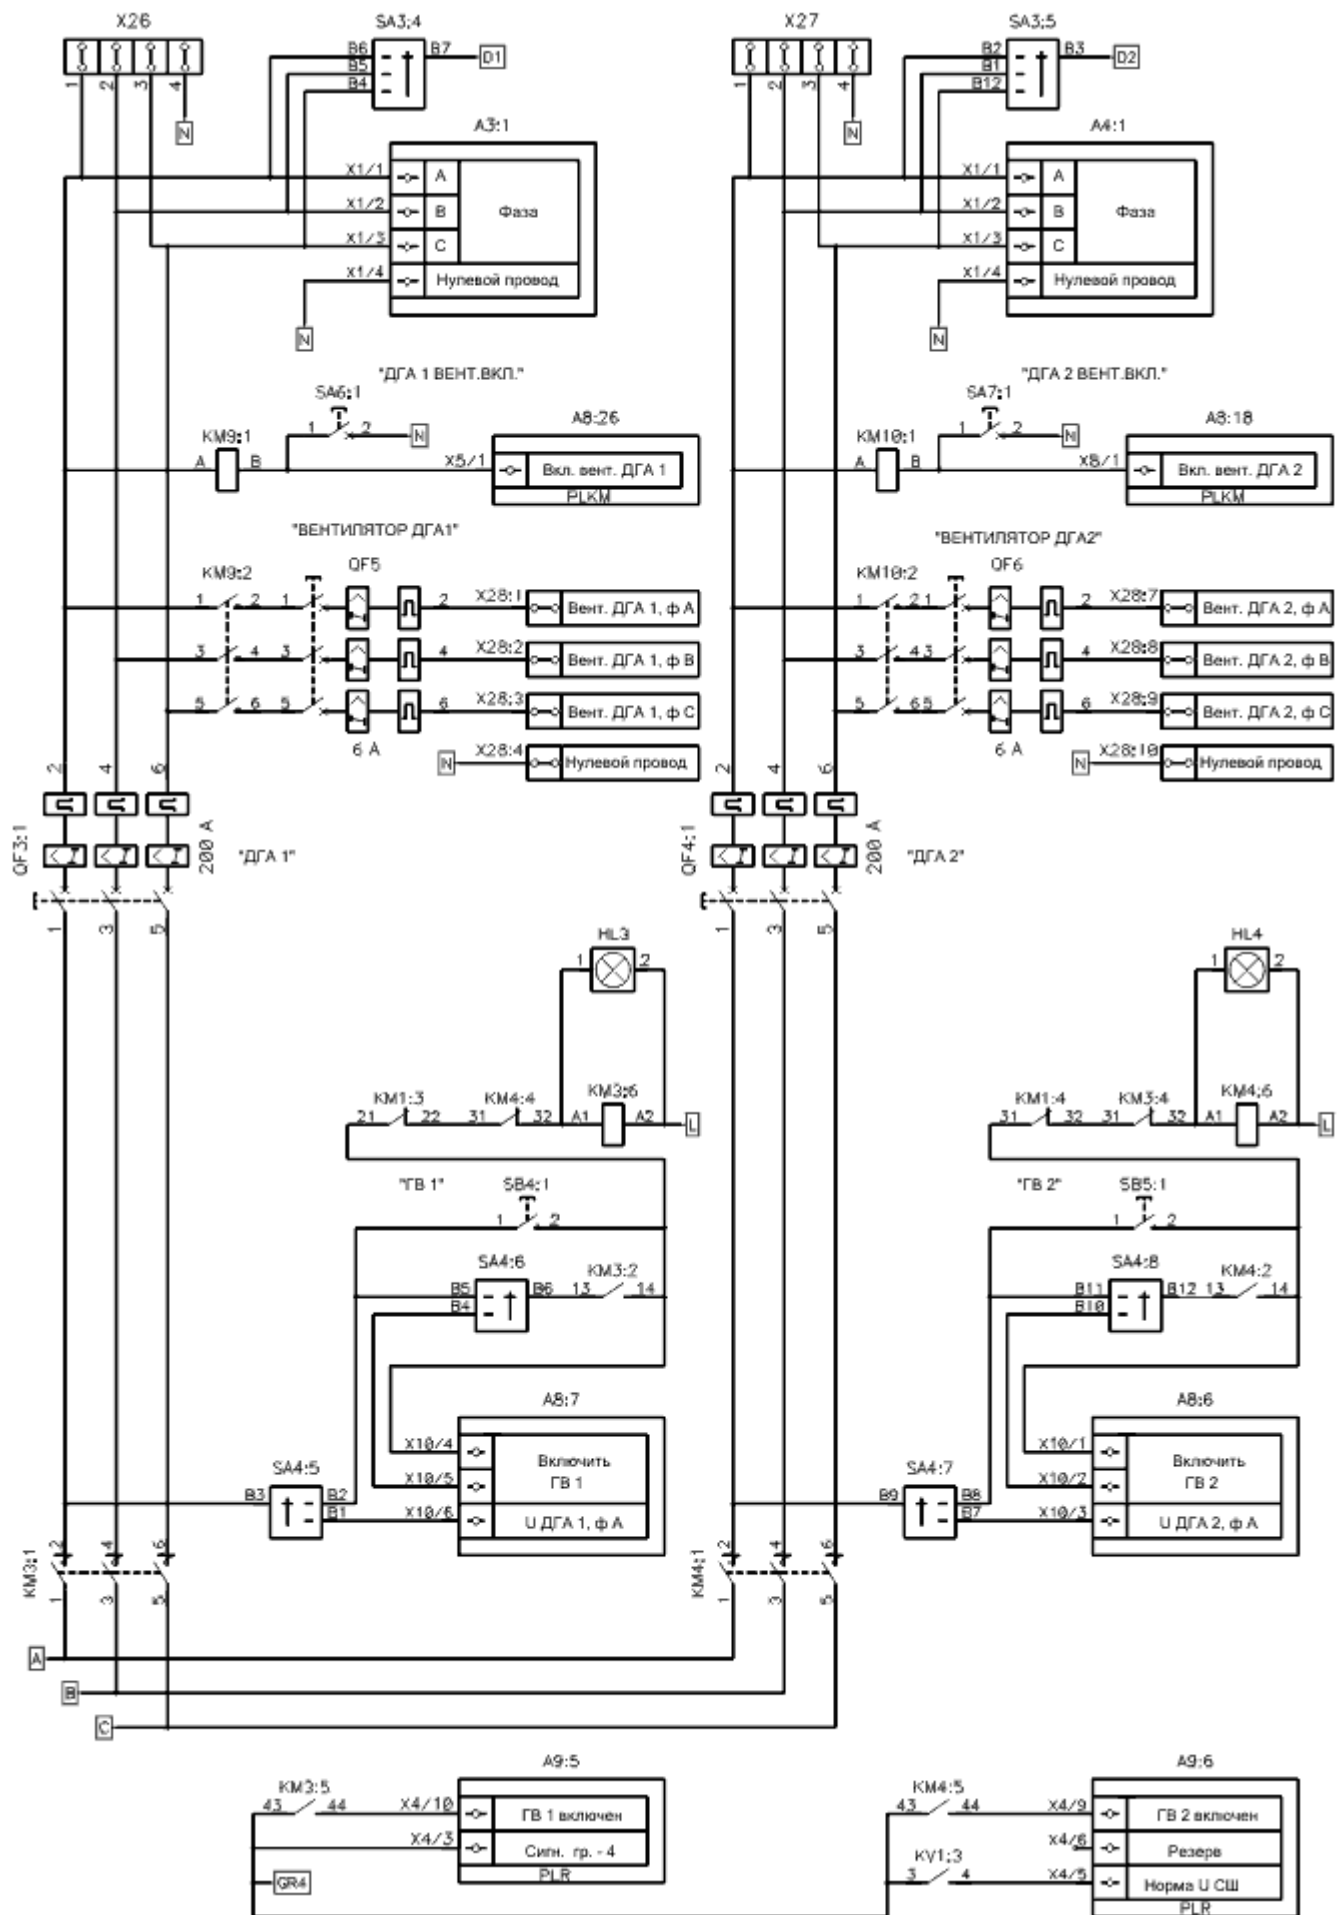 X26 SA3:4 X27 SA3:5
B6 B7 D1 B2 B3 D2
B5 B1
B4 B12
1 2 3 4 1 2 3 4
N N
A3:1 A4:1
X1/1 A X1/1 A
X1/2 B Фаза X1/2 B Фаза
X1/3 C X1/3 C
X1/4 Нулевой провод X1/4 Нулевой провод
N N
"ДГА 1 ВЕНТ.ВКЛ." "ДГА 2 ВЕНТ.ВКЛ."
SA6:1 SA7:1
A8:26 A8:18
KM9:1 1 2 N KM10:1 1 2 N
A B X5/1 Вкл. вент. ДГА 1 A B X8/1 Вкл. вент. ДГА 2
PLKM PLKM
"ВЕНТИЛЯТОР ДГА1" "ВЕНТИЛЯТОР ДГА2"
KM9:2 QF5 KM10:2 QF6
1 2 1 2 X28:1 Вент. ДГА 1, ф А 1 2 1 2 X28:7 Вент. ДГА 2, ф А
3 4 3 4 X28:2 Вент. ДГА 1, ф В 3 4 3 4 X28:8 Вент. ДГА 2, ф В
5 6 5 6 X28:3 Вент. ДГА 1, ф С 5 6 5 6 X28:9 Вент. ДГА 2, ф С
6 A 6 A
N X28:4 Нулевой провод N X28:10 Нулевой провод
2 4 6 2 4 6
QF3:1 200 A "ДГА 1" QF4:1 200 A "ДГА 2"
1 3 5 1 3 5
HL3 HL4
1 2 1 2
KM1:3 KM4:4 KM3:6 KM1:4 KM3:4 KM4:6
21 22 31 32 A1 A2 L 31 32 31 32 A1 A2 L
"ГВ 1" SB4:1 "ГВ 2" SB5:1
1 2 1 2
SA4:6 KM3:2 SA4:8 KM4:2
B5 B6 13 14 B11 B12 13 14
B4 B10
A8:7 A8:6
X10/4 X10/1
Включить Включить
SA4:5 X10/5 ГВ 1 SA4:7 X10/2 ГВ 2
B3 B2 B9 B8
B1 X10/6 U ДГА 1, ф А B7 X10/3 U ДГА 2, ф А
2 4 6 2 4 6
KM3:1 KM4:1
1 3 5 1 3 5
A
B
C
A9:5 A9:6
KM3:5 KM4:5
43 44 X4/10 ГВ 1 включен 43 44 X4/9 ГВ 2 включен
X4/3 Сигн. гр. - 4 X4/6 Резерв
PLR KV1:3
GR4 3 4 X4/5 Норма U СШ
PLR